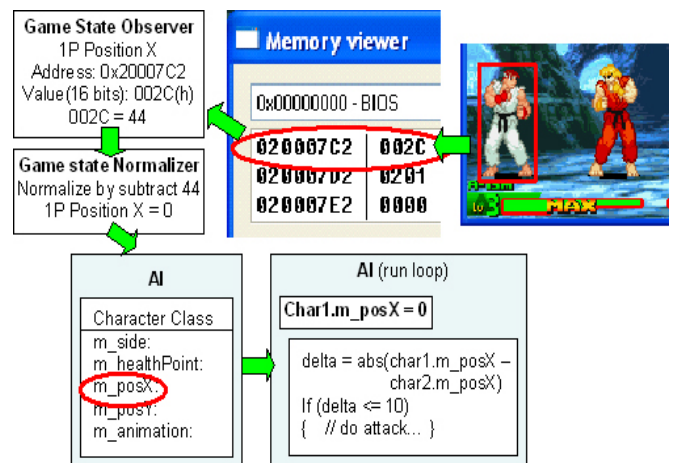 Game State Observer
1P Position X
Address: 0x20007C2
Value(16 bits): 002C(h)
002C = 44
Memory viewer
0x00000000 - BIOS
020007C2 002C
020007D2 0201
020007E2 0000
Game state Normalizer
Normalize by subtract 44
1P Position X = 0
MAX
AI
Character Class
m_side:
m_healthPoint:
m_posX:
m_posY:
m_animation:
AI (run loop)
Char1.m_posX = 0
delta = abs(char1.m_posX –
char2.m_posX)
If (delta <= 10)
{ // do attack... }